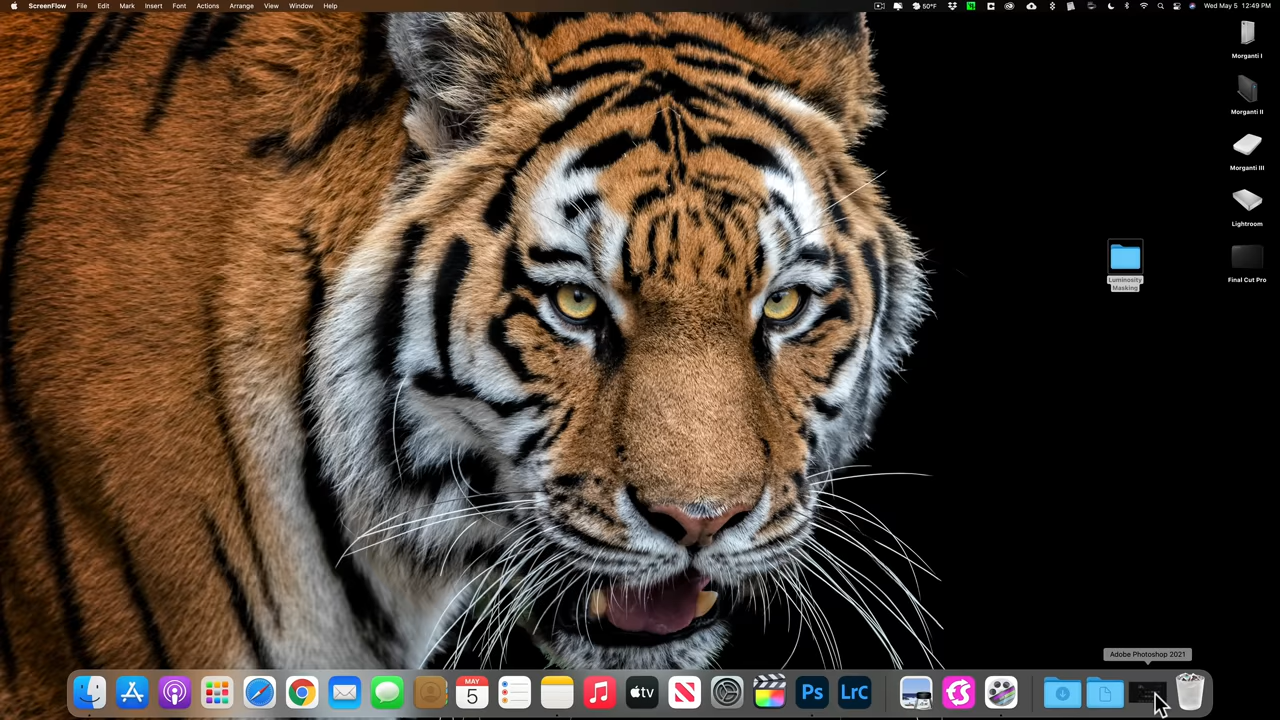 ScreenFlow File Edit Mark Insert Font Actions Arrange View Window Help 50°F Wed May 5 12:49 PM
Morganti I
Morganti II
Morganti III
Lightroom
Luminosity
Masking
Final Cut Pro
Adobe Photoshop 2021
MAY
5
tv
Ps
LrC